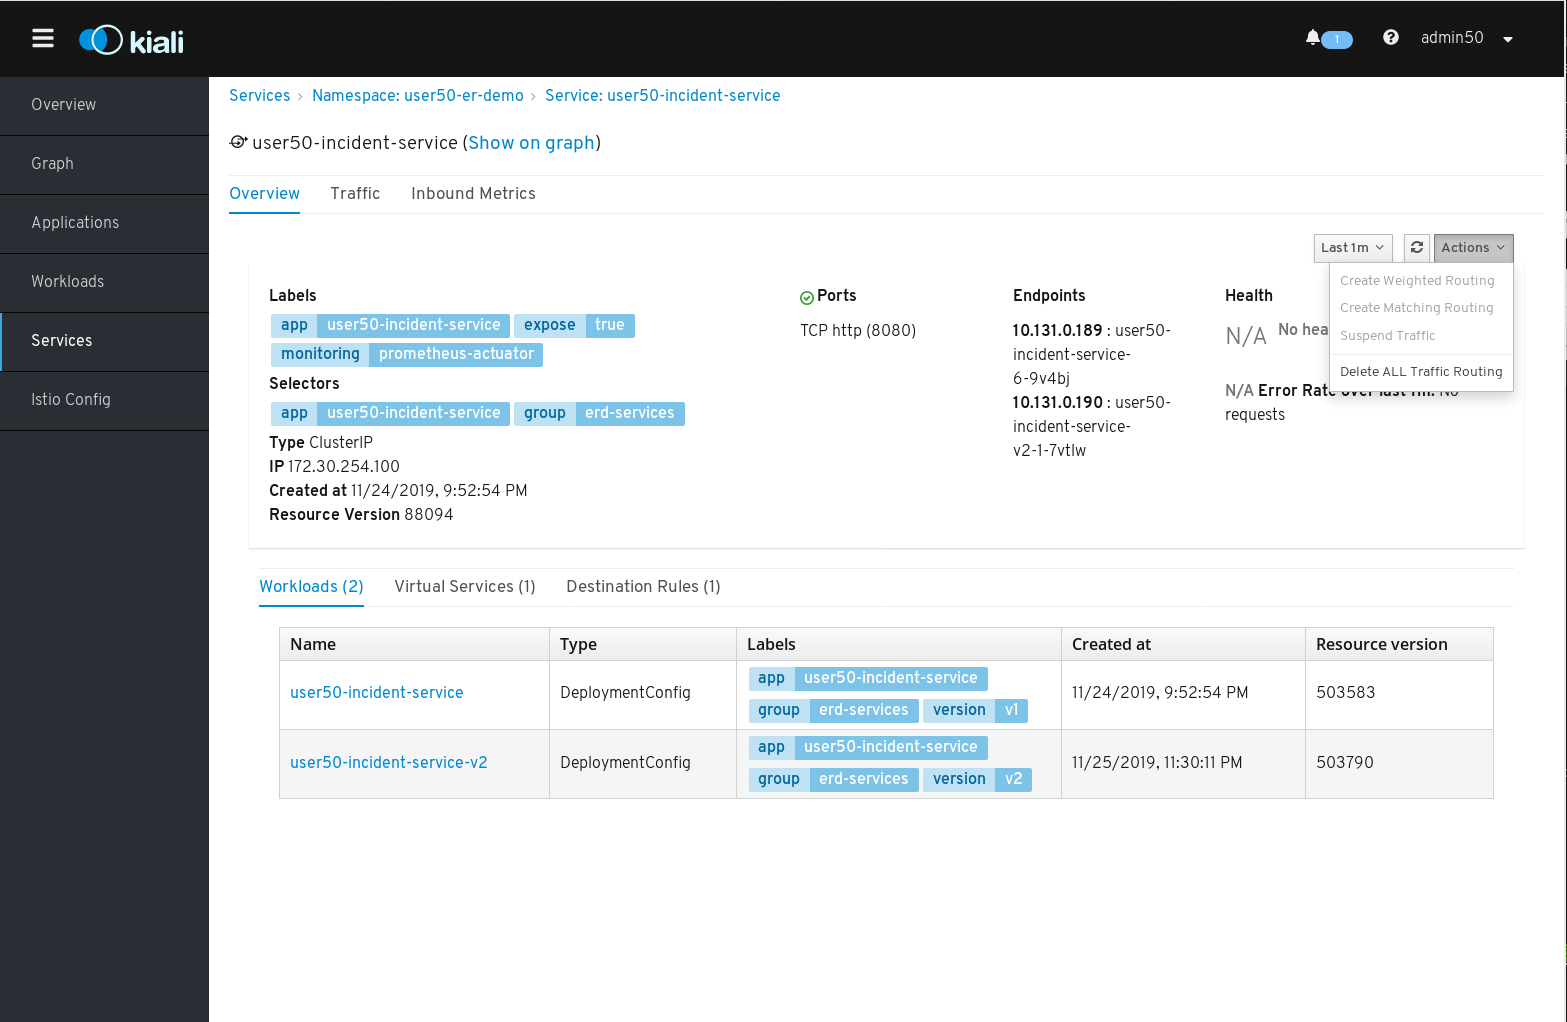 kiali
1
admin50
Overview
Graph
Applications
Workloads
Services
Istio Config
Services › Namespace: user50-er-demo › Service: user50-incident-service
user50-incident-service (Show on graph)
Overview Traffic Inbound Metrics
Last 1m Actions
Create Weighted Routing
Create Matching Routing
Suspend Traffic
Delete ALL Traffic Routing
Labels
app user50-incident-service expose true
monitoring prometheus-actuator
Selectors
app user50-incident-service group erd-services
Type ClusterIP
IP 172.30.254.100
Created at 11/24/2019, 9:52:54 PM
Resource Version 88094
Ports
TCP http (8080)
Endpoints
10.131.0.189 : user50-
incident-service-
6-9v4bj
10.131.0.190 : user50-
incident-service-
v2-1-7vtlw
Health
N/A No hea
N/A Error Rate over last 1m: No
requests
Workloads (2) Virtual Services (1) Destination Rules (1)
Name Type Labels Created at Resource version
user50-incident-service DeploymentConfig app user50-incident-service 11/24/2019, 9:52:54 PM 503583
group erd-services version v1
user50-incident-service-v2 DeploymentConfig app user50-incident-service 11/25/2019, 11:30:11 PM 503790
group erd-services version v2